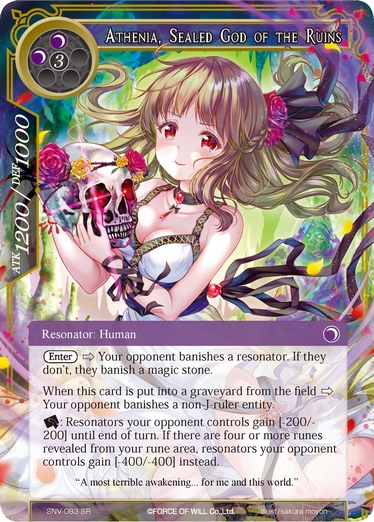 ATHENIA, SEALED GOD OF THE RUINS
3
ATK 1200/ DEF 1000
Resonator: Human
Enter ⇨ Your opponent banishes a resonator. If they
don't, they banish a magic stone.
When this card is put into a graveyard from the field ⇨
Your opponent banishes a non-J-ruler entity.
: Resonators your opponent controls gain [-200/
-200] until end of turn. If there are four or more runes
revealed from your rune area, resonators your opponent
controls gain [-400/-400] instead.
"A most terrible awakening... for me and this world."
SNV-083 SR
©FORCE OF WILL Co.,Ltd.
Illust/sakura moyon